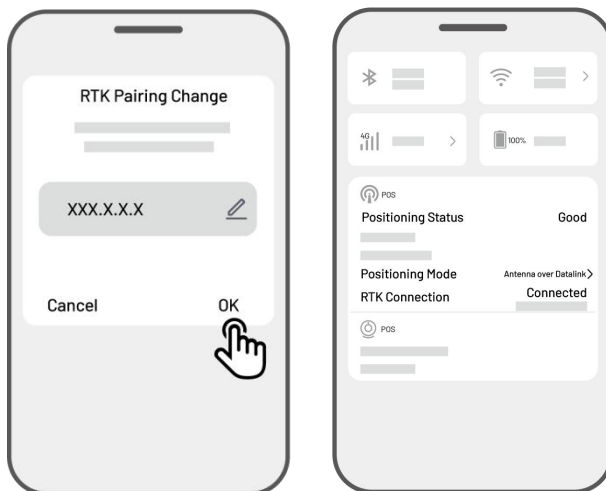 RTK Pairing Change
XXX.X.X.X
Cancel OK
4G
100%
POS
Positioning Status Good
Positioning Mode Antenna over Datalink
RTK Connection Connected
POS